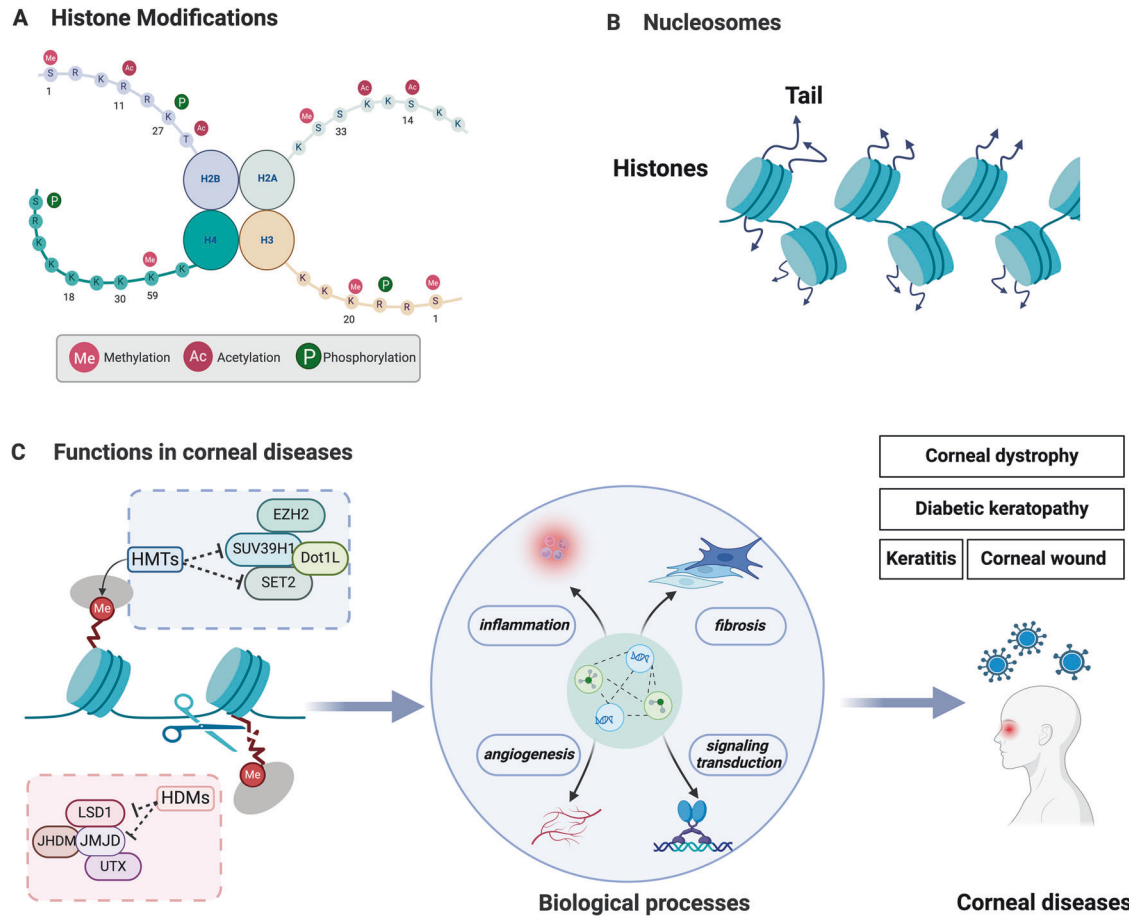 A Histone Modifications
Me
S R K R R K T
Ac
P
Ac
1
11
27
Me
Ac
Ac
K S S K K S K K
33
14
H2B
H2A
H4
H3
P
S R K K K K K K K
Me
18
30
59
K K K R R S
Me
P
Me
20
1
Me Methylation Ac Acetylation P Phosphorylation
B Nucleosomes
Tail
Histones
C Functions in corneal diseases
HMTs
EZH2
SUV39H1
Dot1L
SET2
Me
Me
HDMs
LSD1
JHDM
JMJD
UTX
inflammation
fibrosis
angiogenesis
signaling
transduction
Biological processes
Corneal dystrophy
Diabetic keratopathy
Keratitis
Corneal wound
Corneal diseases